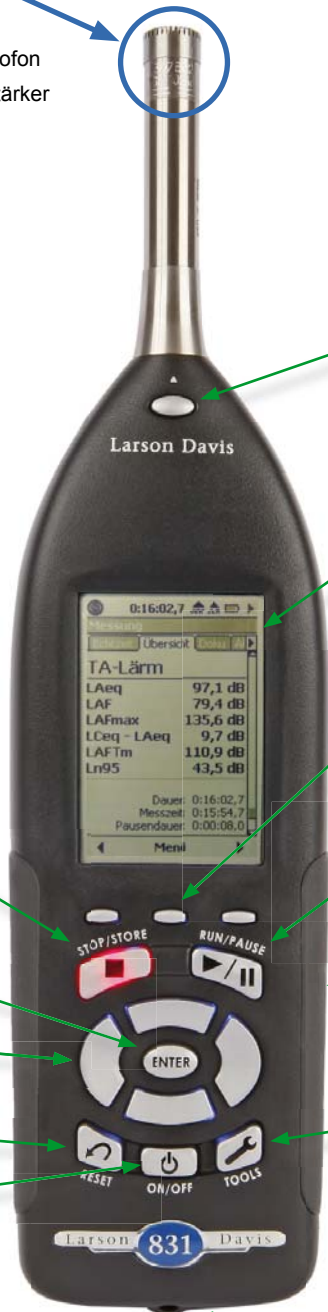 ofon
tärker
Larson Davis
0:16:02,7
Messung
Echtzeit Übersicht Doku A
TA-Lärm
LAeq 97,1 dB
LAF 79,4 dB
LAFmax 135,6 dB
LCeq - LAeq 9,7 dB
LAFTm 110,9 dB
Ln95 43,5 dB
Dauer: 0:16:02,7
Messzeit: 0:15:54,7
Pausendauer: 0:00:08,0
Menü
STOP/STORE RUN/PAUSE
ENTER
RESET ON/OFF TOOLS
Larson 831 Davis